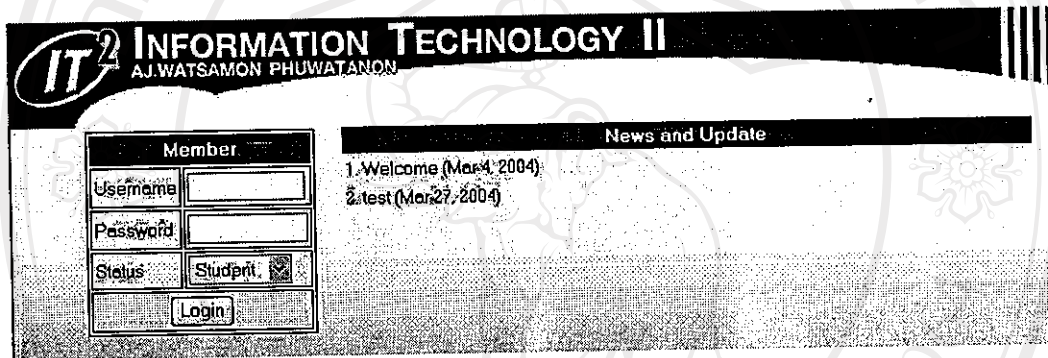 IT2 INFORMATION TECHNOLOGY II
AJ.WATSAMON PHUWATANON
Member
Username
Password
Status Student
Login
News and Update
1. Welcome (Mar 4, 2004)
2. test (Mar 27, 2004)